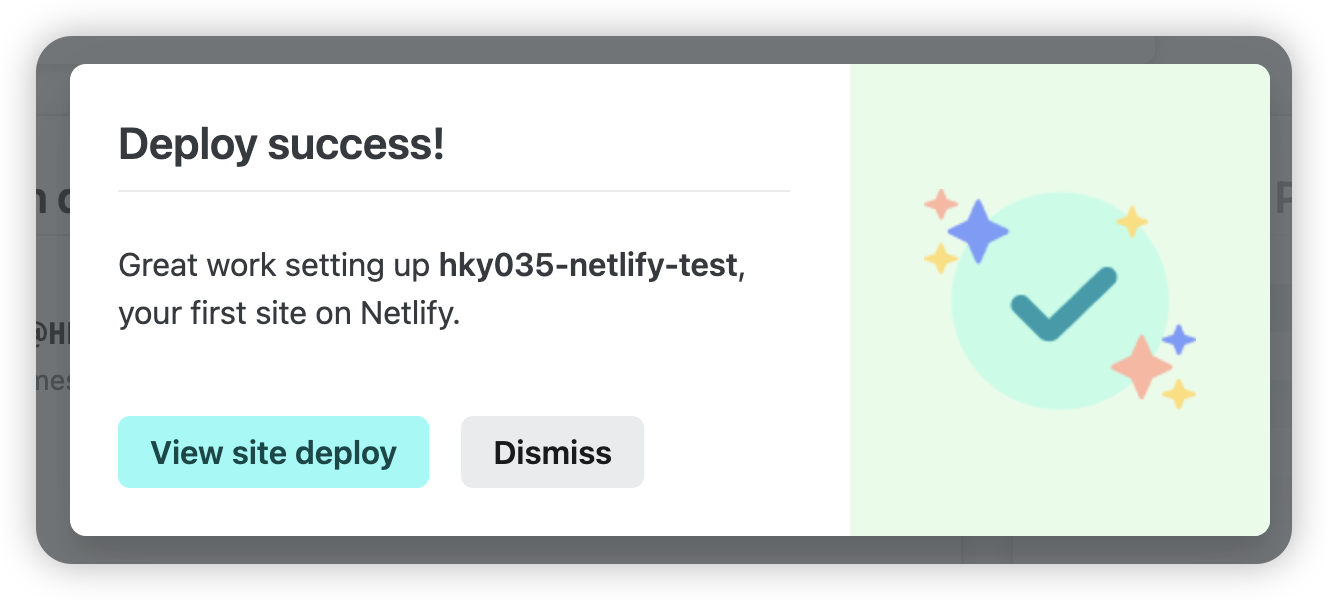 Deploy success!
Great work setting up hky035-netlify-test,
your first site on Netlify.
View site deploy
Dismiss